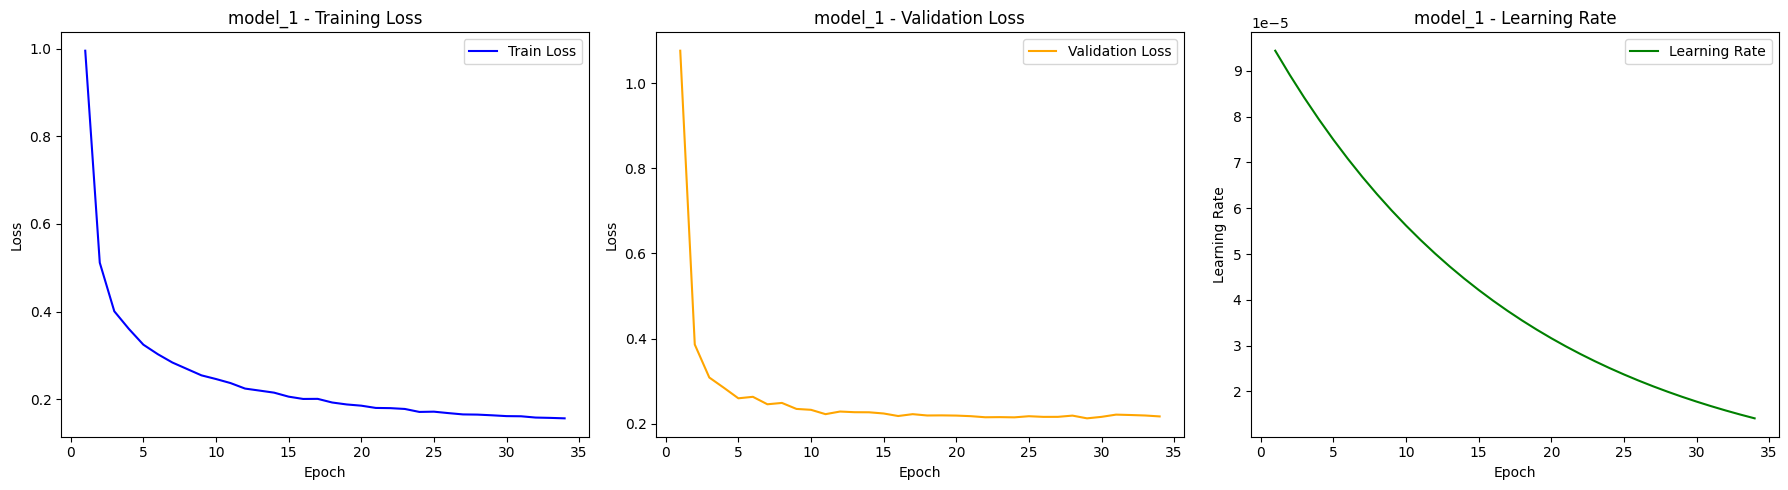 model_1 - Training Loss
Train Loss
1.0
0.8
0.6
0.4
0.2
Loss
0 5 10 15 20 25 30 35
Epoch
model_1 - Validation Loss
Validation Loss
1.0
0.8
0.6
0.4
0.2
Loss
0 5 10 15 20 25 30 35
Epoch
model_1 - Learning Rate
1e−5
Learning Rate
9
8
7
6
5
4
3
2
Learning Rate
0 5 10 15 20 25 30 35
Epoch